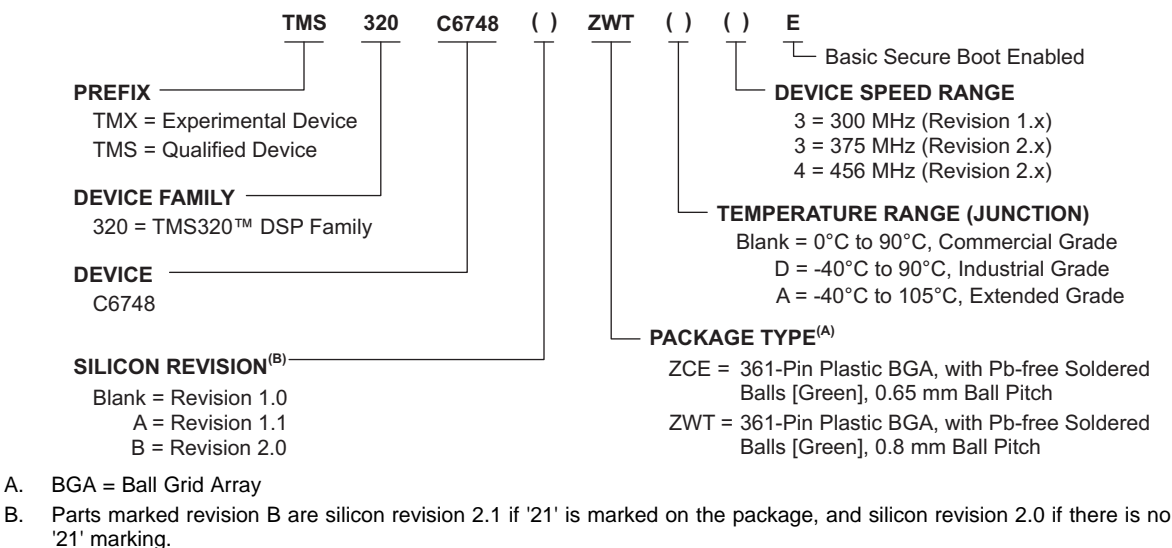 TMS 320 C6748 ( ) ZWT ( ) ( ) E
Basic Secure Boot Enabled
PREFIX
TMX = Experimental Device
TMS = Qualified Device
DEVICE SPEED RANGE
3 = 300 MHz (Revision 1.x)
3 = 375 MHz (Revision 2.x)
4 = 456 MHz (Revision 2.x)
DEVICE FAMILY
320 = TMS320™ DSP Family
TEMPERATURE RANGE (JUNCTION)
Blank = 0°C to 90°C, Commercial Grade
D = -40°C to 90°C, Industrial Grade
A = -40°C to 105°C, Extended Grade
DEVICE
C6748
PACKAGE TYPE(A)
ZCE = 361-Pin Plastic BGA, with Pb-free Soldered
Balls [Green], 0.65 mm Ball Pitch
ZWT = 361-Pin Plastic BGA, with Pb-free Soldered
Balls [Green], 0.8 mm Ball Pitch
SILICON REVISION(B)
Blank = Revision 1.0
A = Revision 1.1
B = Revision 2.0
A. BGA = Ball Grid Array
B. Parts marked revision B are silicon revision 2.1 if '21' is marked on the package, and silicon revision 2.0 if there is no
'21' marking.